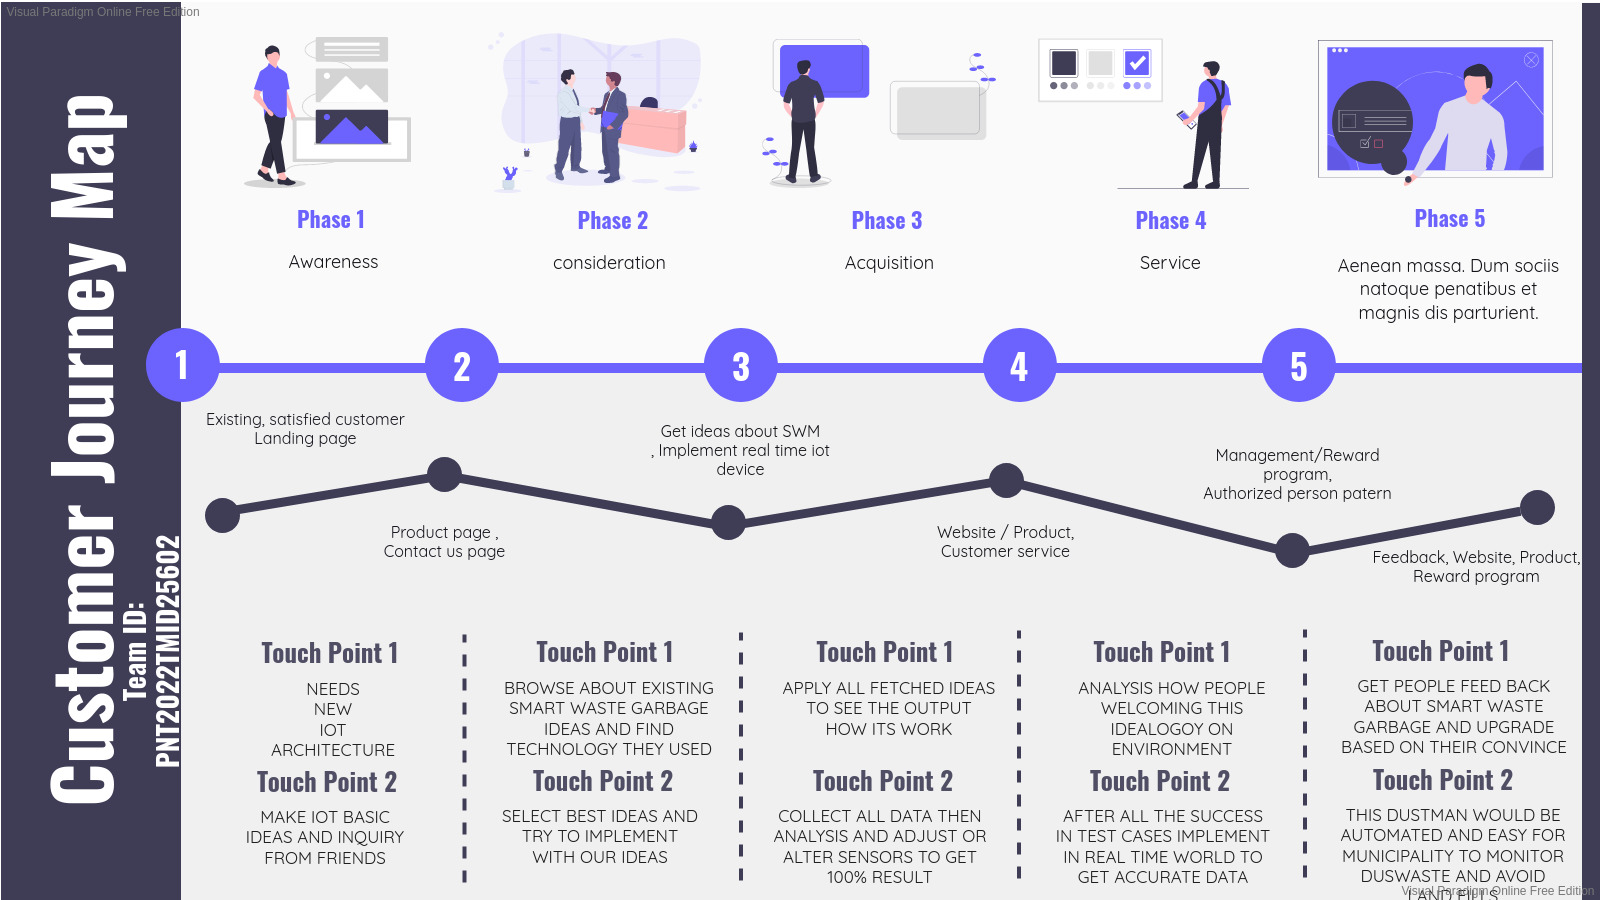 Visual Paradigm Online Free Edition
Customer Journey Map
Team ID:
PNT2022TMID25602
Phase 1
Awareness
Phase 2
consideration
Phase 3
Acquisition
Phase 4
Service
Phase 5
Aenean massa. Dum sociis
natoque penatibus et
magnis dis parturient.
1
2
3
4
5
Existing, satisfied customer
Landing page
Product page ,
Contact us page
Get ideas about SWM
, Implement real time iot
device
Website / Product,
Customer service
Management/Reward
program,
Authorized person patern
Feedback, Website, Product,
Reward program
Touch Point 1
NEEDS
NEW
IOT
ARCHITECTURE
Touch Point 2
MAKE IOT BASIC
IDEAS AND INQUIRY
FROM FRIENDS
Touch Point 1
BROWSE ABOUT EXISTING
SMART WASTE GARBAGE
IDEAS AND FIND
TECHNOLOGY THEY USED
Touch Point 2
SELECT BEST IDEAS AND
TRY TO IMPLEMENT
WITH OUR IDEAS
Touch Point 1
APPLY ALL FETCHED IDEAS
TO SEE THE OUTPUT
HOW ITS WORK
Touch Point 2
COLLECT ALL DATA THEN
ANALYSIS AND ADJUST OR
ALTER SENSORS TO GET
100% RESULT
Touch Point 1
ANALYSIS HOW PEOPLE
WELCOMING THIS
IDEALOGOY ON
ENVIRONMENT
Touch Point 2
AFTER ALL THE SUCCESS
IN TEST CASES IMPLEMENT
IN REAL TIME WORLD TO
GET ACCURATE DATA
Touch Point 1
GET PEOPLE FEED BACK
ABOUT SMART WASTE
GARBAGE AND UPGRADE
BASED ON THEIR CONVINCE
Touch Point 2
THIS DUSTMAN WOULD BE
AUTOMATED AND EASY FOR
MUNICIPALITY TO MONITOR
DUSWASTE AND AVOID
LAND FILLS
Visual Paradigm Online Free Edition